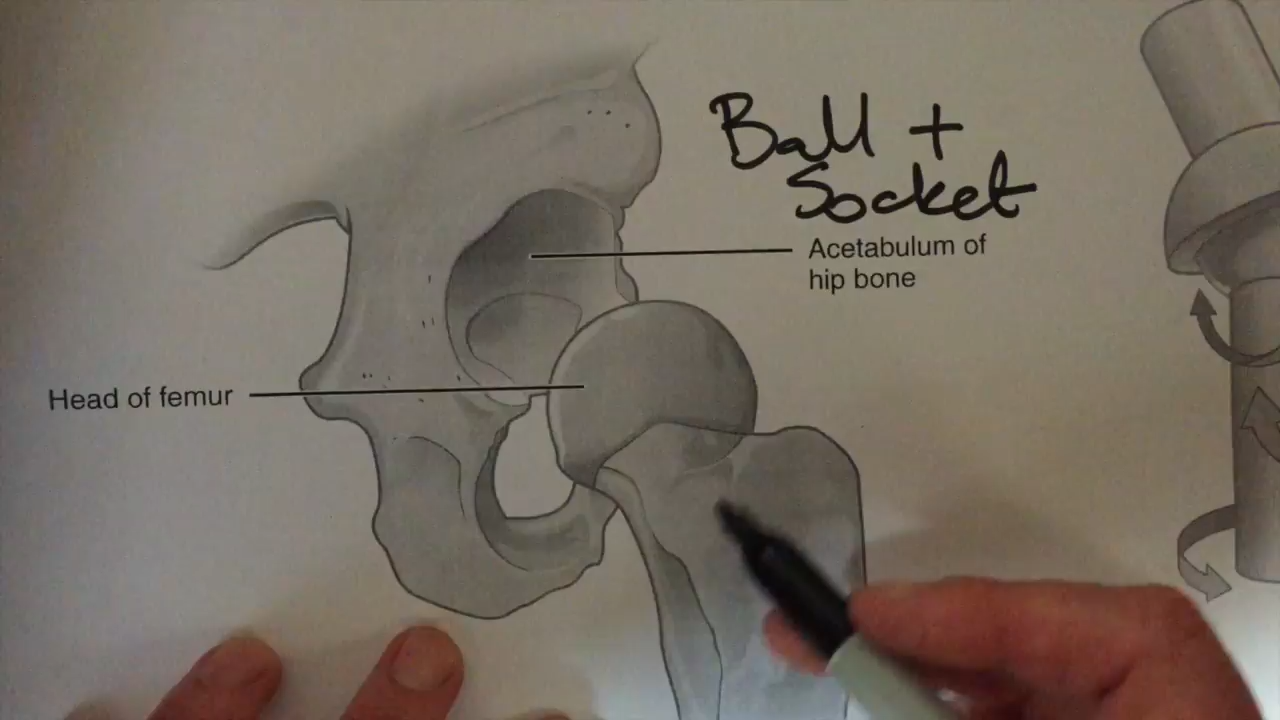 Ball +
Socket
Acetabulum of
hip bone
Head of femur